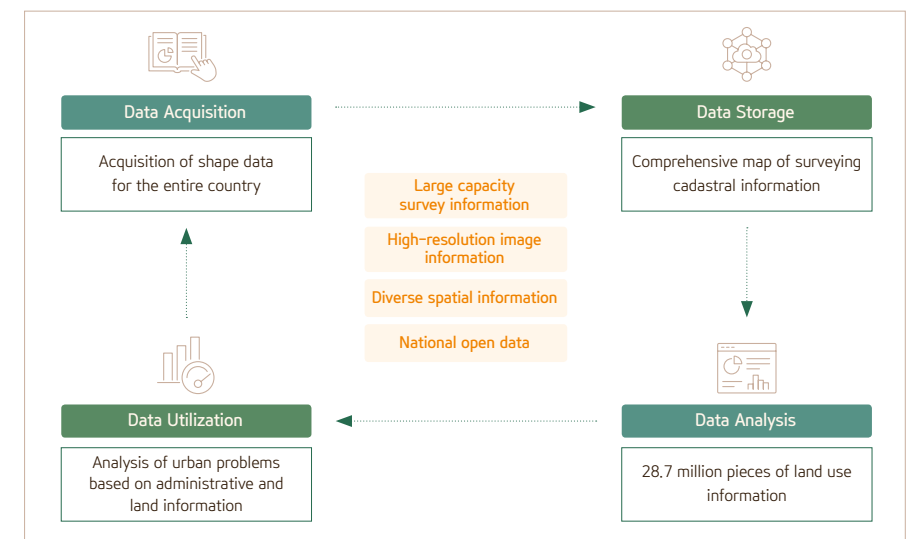 Data Acquisition
Acquisition of shape data
for the entire country
Data Storage
Comprehensive map of surveying
cadastral information
Large capacity
survey information
High-resolution image
information
Diverse spatial information
National open data
Data Utilization
Analysis of urban problems
based on administrative and
land information
Data Analysis
28.7 million pieces of land use
information